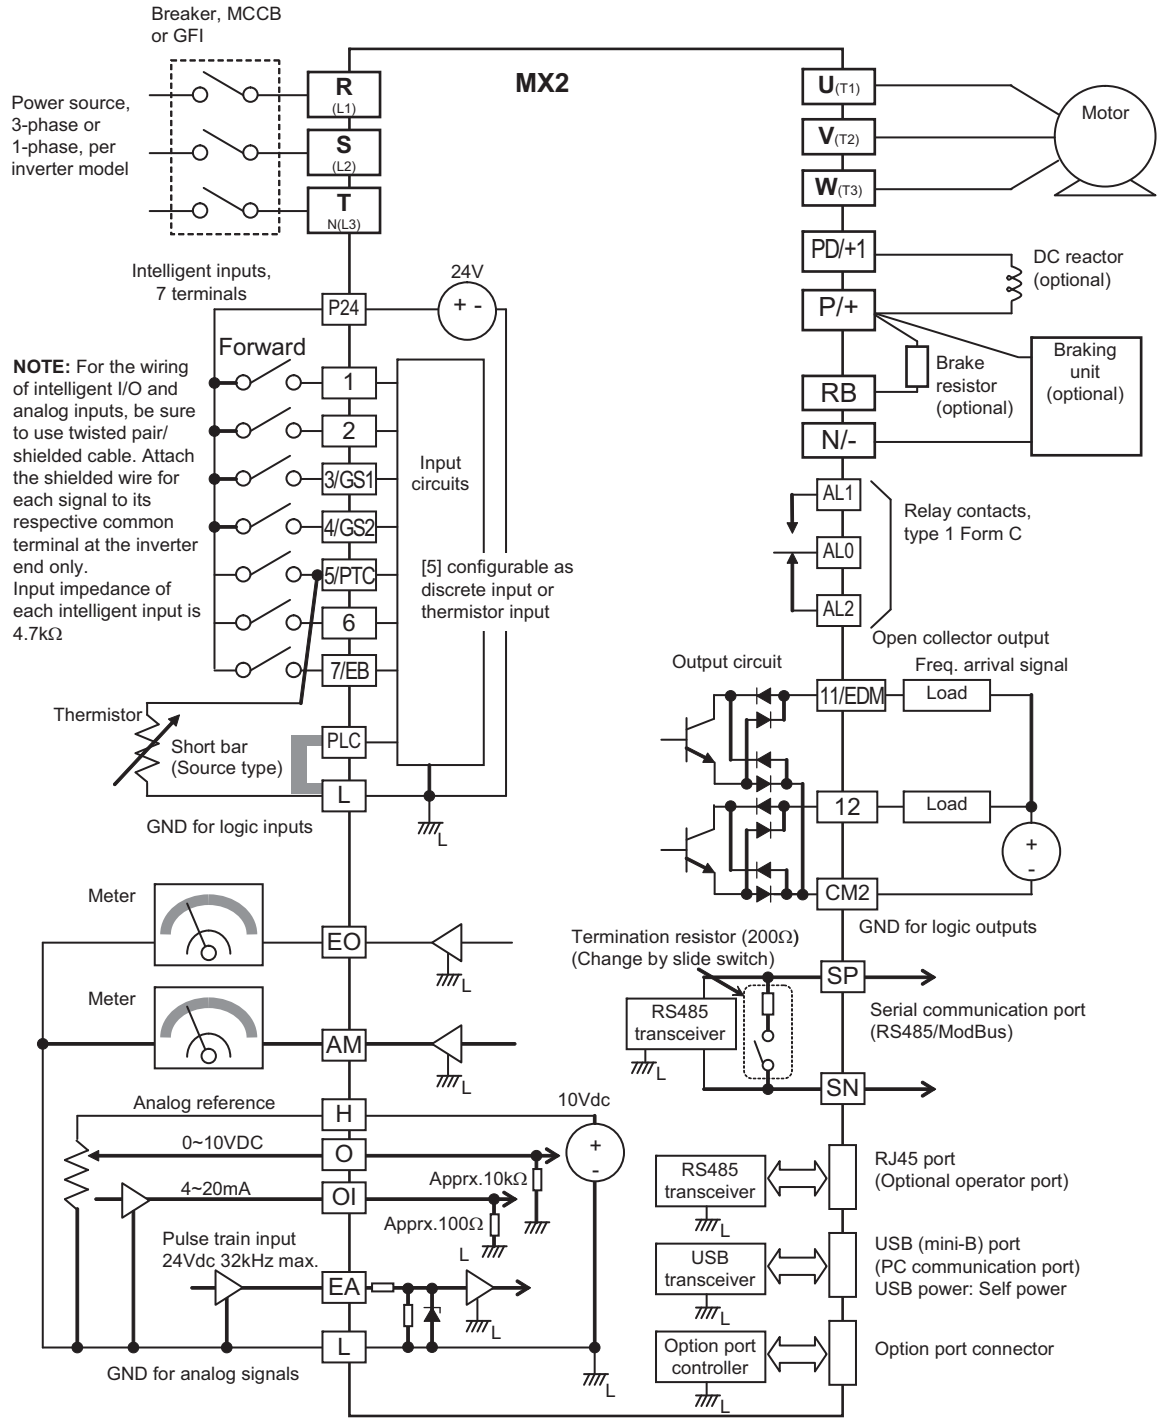 Breaker, MCCB
or GFI
MX2
Power source,
3-phase or
1-phase, per
inverter model
R
(L1)
S
(L2)
T
N(L3)
U(T1)
V(T2)
W(T3)
Motor
PD/+1
DC reactor
(optional)
P/+
Brake
resistor
(optional)
Braking
unit
(optional)
RB
N/-
Intelligent inputs,
7 terminals
24V
P24
+ -
Forward
NOTE: For the wiring
of intelligent I/O and
analog inputs, be sure
to use twisted pair/
shielded cable. Attach
the shielded wire for
each signal to its
respective common
terminal at the inverter
end only.
Input impedance of
each intelligent input is
4.7kΩ
1
2
3/GS1
4/GS2
5/PTC
6
7/EB
Input
circuits
[5] configurable as
discrete input or
thermistor input
AL1
AL0
AL2
Relay contacts,
type 1 Form C
Thermistor
Short bar
(Source type)
PLC
L
GND for logic inputs
L
Open collector output
Output circuit
Freq. arrival signal
11/EDM
Load
12
Load
+
-
CM2
GND for logic outputs
Meter
EO
L
Meter
AM
L
Termination resistor (200Ω)
(Change by slide switch)
SP
RS485
transceiver
L
Serial communication port
(RS485/ModBus)
SN
Analog reference
H
10Vdc
+
-
0~10VDC
O
Apprx.10kΩ
4~20mA
OI
Apprx.100Ω
L
Pulse train input
24Vdc 32kHz max.
EA
L
L
GND for analog signals
L
RS485
transceiver
L
RJ45 port
(Optional operator port)
USB
transceiver
L
USB (mini-B) port
(PC communication port)
USB power: Self power
Option port
controller
L
Option port connector